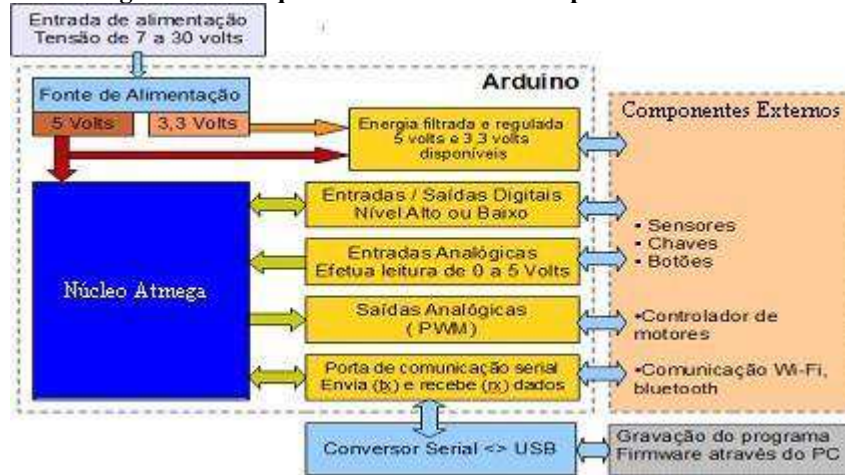 Entrada de alimentação
Tensão de 7 a 30 volts
Arduino
Fonte de Alimentação
5 Volts
3,3 Volts
Energia filtrada e regulada
5 volts e 3.3 volts
disponíveis
Componentes Externos
Núcleo Atmega
Entradas / Saídas Digitais
Nível Alto ou Baixo
Entradas Analógicas
Efetua leitura de 0 a 5 Volts
Saídas Analógicas
( PWM )
Porta de comunicação serial
Envia (tx) e recebe (rx) dados
• Sensores
• Chaves
• Botões
•Controlador de
motores
•Comunicação Wi-Fi,
bluetooth
Conversor Serial <> USB
Gravação do programa
Firmware através do PC